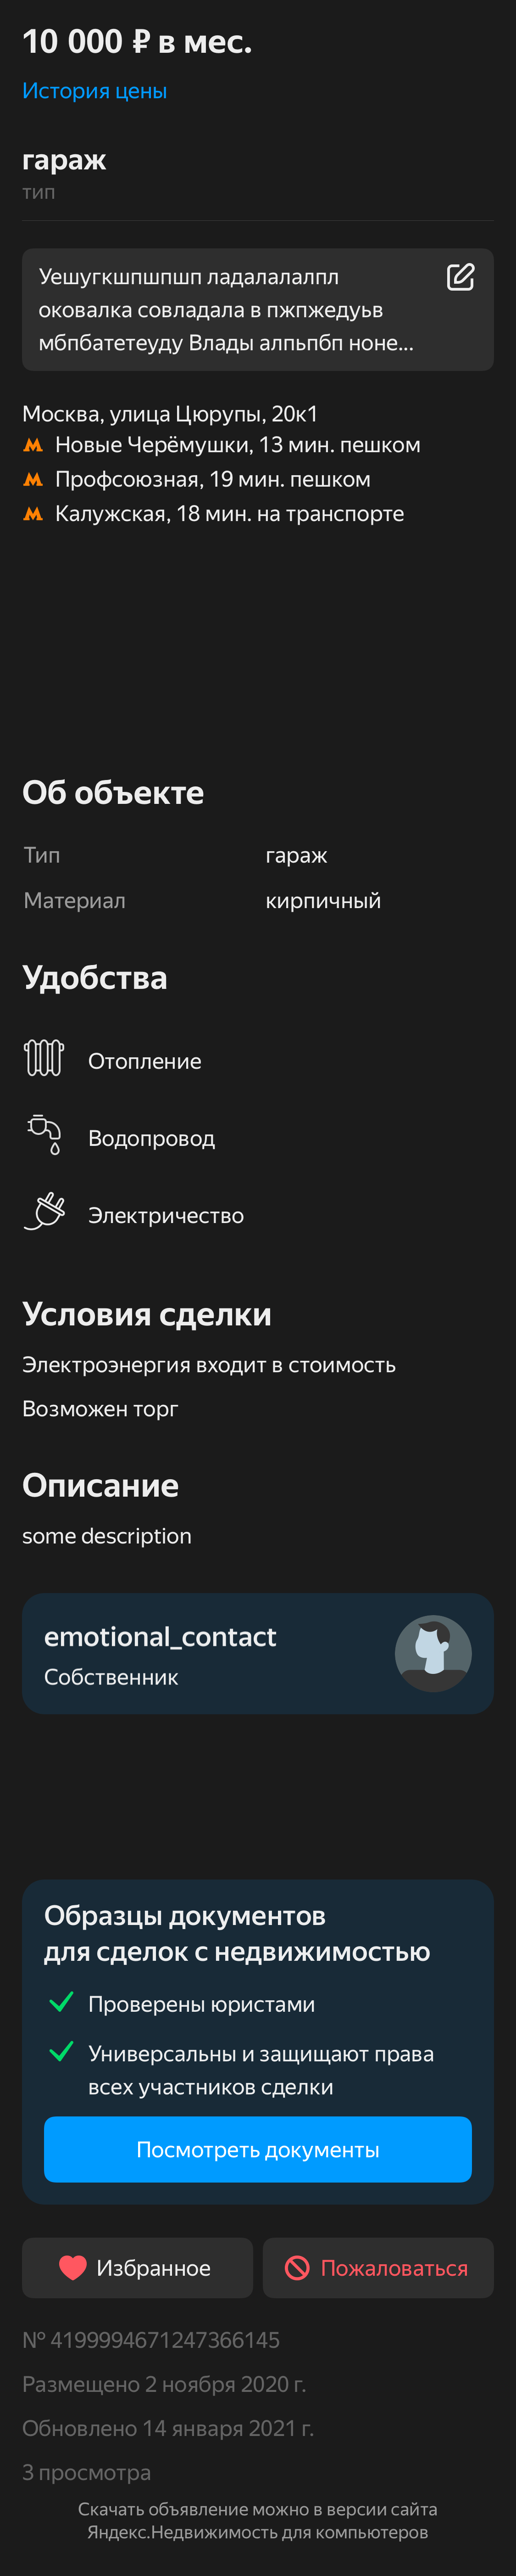 10 000 ₽ в мес.
История цены
гараж
тип
Уешугкшпшпшп ладалалалпл
оковалка совладала в пжпжедуьв
мбпбатетеуду Влады алпьпбп ноне...
Москва, улица Цюрупы, 20к1
Новые Черёмушки, 13 мин. пешком
Профсоюзная, 19 мин. пешком
Калужская, 18 мин. на транспорте
Об объекте
Тип гараж
Материал кирпичный
Удобства
Отопление
Водопровод
Электричество
Условия сделки
Электроэнергия входит в стоимость
Возможен торг
Описание
some description
emotional_contact
Собственник
Образцы документов
для сделок с недвижимостью
Проверены юристами
Универсальны и защищают права
всех участников сделки
Посмотреть документы
Избранное Пожаловаться
№ 4199994671247366145
Размещено 2 ноября 2020 г.
Обновлено 14 января 2021 г.
3 просмотра
Скачать объявление можно в версии сайта
Яндекс.Недвижимость для компьютеров